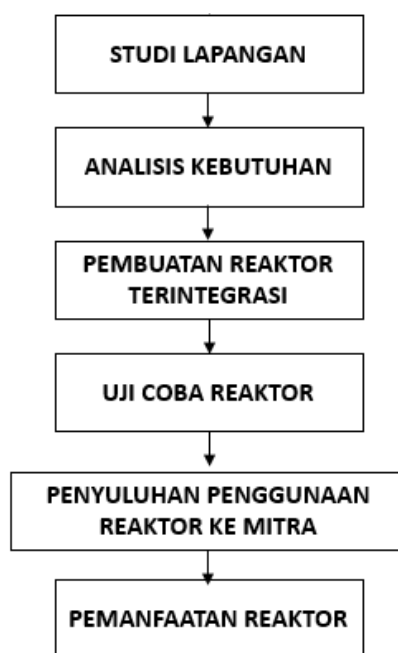 STUDI LAPANGAN
ANALISIS KEBUTUHAN
PEMBUATAN REAKTOR
TERINTEGRASI
UJI COBA REAKTOR
PENYULUHAN PENGGUNAAN
REAKTOR KE MITRA
PEMANFAATAN REAKTOR